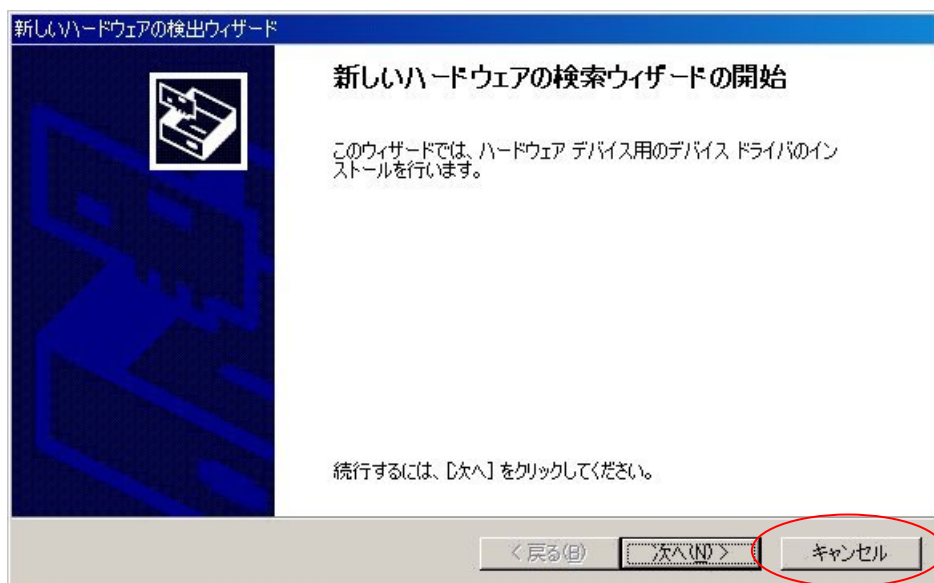 新しいハードウェアの検出ウィザード
新しいハードウェアの検索ウィザードの開始
このウィザードでは、ハードウェア デバイス用のデバイス ドライバのイン
ストールを行います。
続行するには、[次へ] をクリックしてください。
< 戻る(B)
次へ(N) >
キャンセル